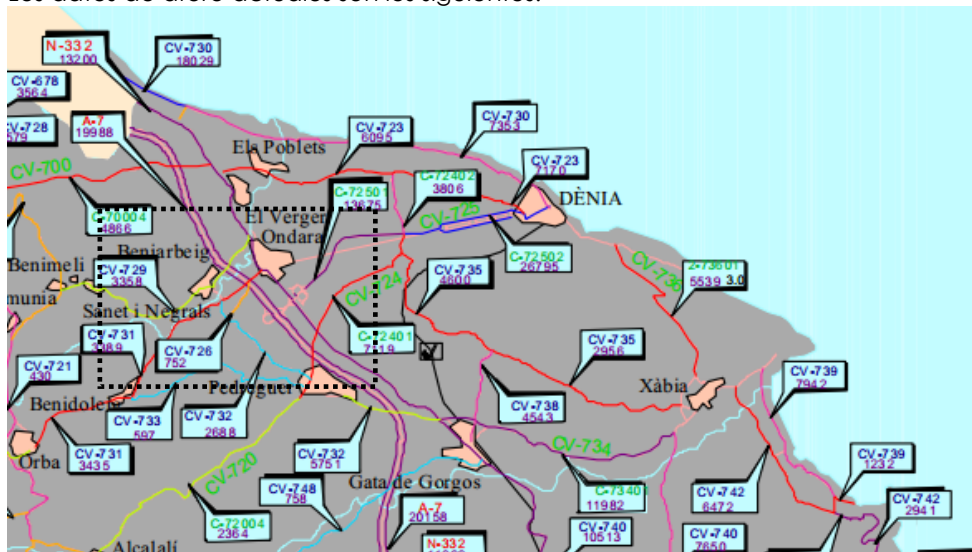 N-332
13200
CV-730
18029
CV-678
3564
CV-728
579
A-7
19988
CV-723
6095
CV-730
7353
Els Poblets
CV-700
C-72501
13675
C-72402
3806
CV-723
7170
DÈNIA
C-70004
4866
El Verger
Ondara
CV-725
Beniarbeig
C-72502
26795
Benimeli
CV-729
3358
CV-724
CV-735
4600
CV-736
5539 3.0
munia
Sanet i Negrals
CV-731
CV-726
752
C-72401
CV-735
2956
CV-721
430
Pedreguer
Xàbia
CV-739
7942
CV-733
597
CV-732
2688
CV-738
4543
Orba
CV-731
3435
CV-720
CV-732
5751
CV-734
CV-739
1232
CV-748
758
Gata de Gorgos
C-73401
11982
CV-742
6472
CV-742
2941
C-72004
2364
A-7
20158
CV-740
10513
CV-740
7650
Alcalalí
N-332